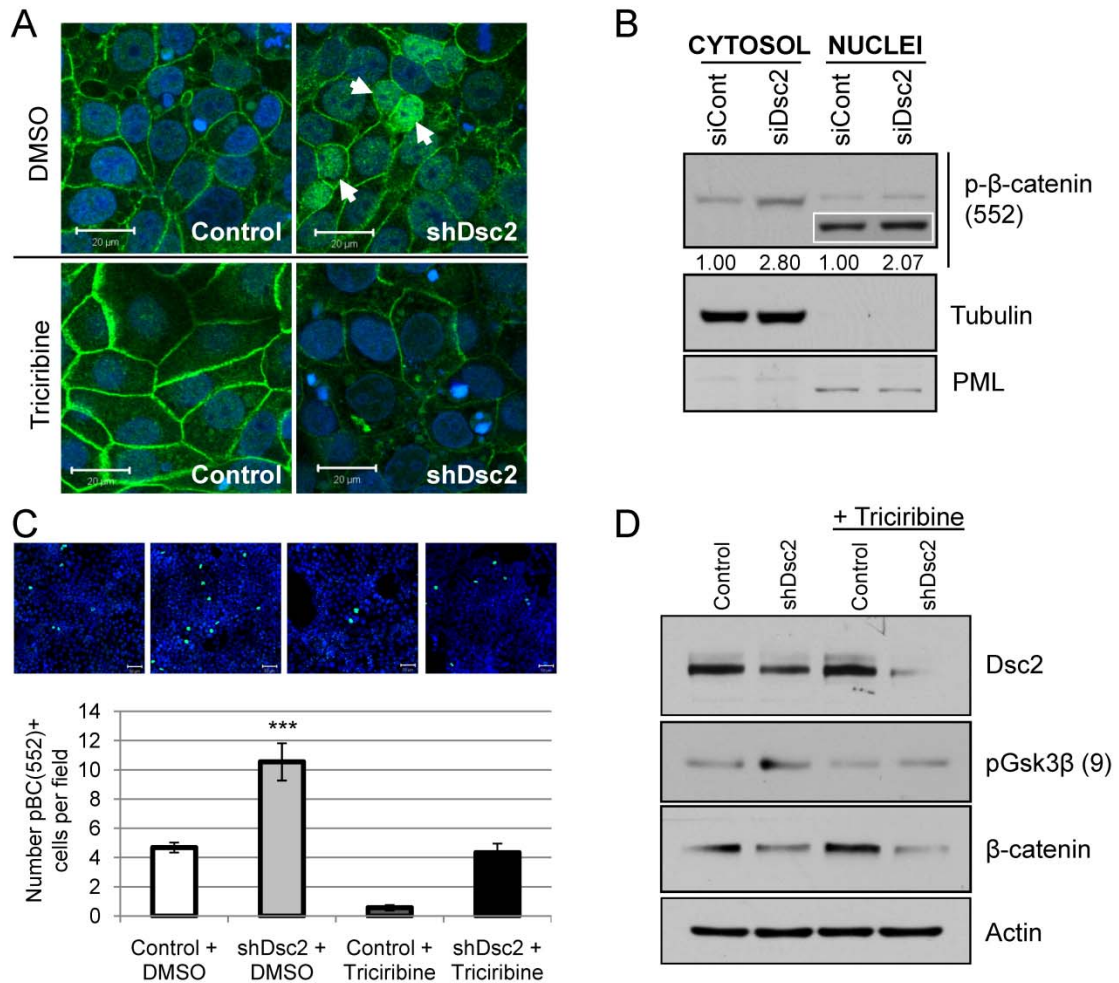 A
DMSO
Control
20 µm
shDsc2
20 µm
Triciribine
Control
20 µm
shDsc2
20 µm
B
CYTOSOL NUCLEI
siCont
siDsc2
siCont
siDsc2
p-β-catenin
(552)
1.00 2.80 1.00 2.07
Tubulin
PML
C
Number pBC(552)+
cells per field
14
12
10
8
6
4
2
0
***
Control +
DMSO
shDsc2 +
DMSO
Control +
Triciribine
shDsc2 +
Triciribine
D
+ Triciribine
Control
shDsc2
Control
shDsc2
Dsc2
pGsk3β (9)
β-catenin
Actin